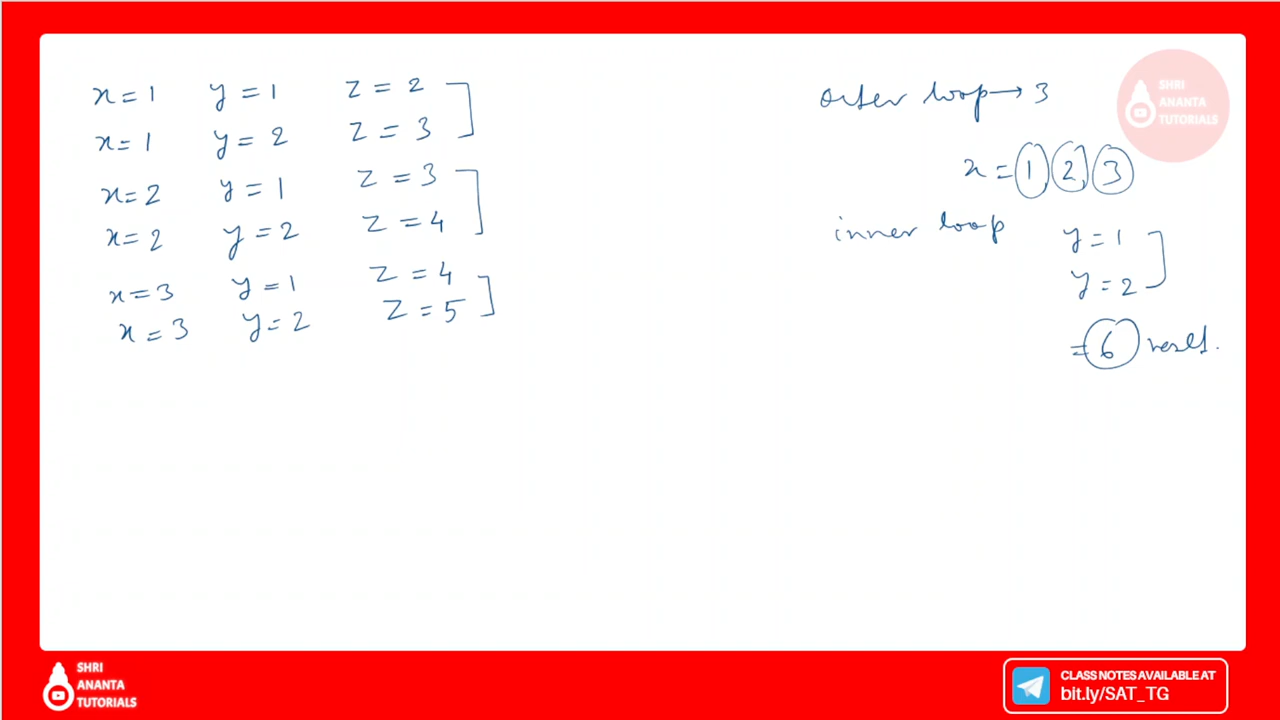 x = 1 y = 1 z = 2
x = 1 y = 2 z = 3
x = 2 y = 1 z = 3
x = 2 y = 2 z = 4
x = 3 y = 1 z = 4
x = 3 y = 2 z = 5
outer loop → 3
x = 1, 2, 3
inner loop y = 1
y = 2
= 6 result.
SHRI
ANANTA
TUTORIALS
SHRI
ANANTA
TUTORIALS
CLASS NOTES AVAILABLE AT
bit.ly/SAT_TG